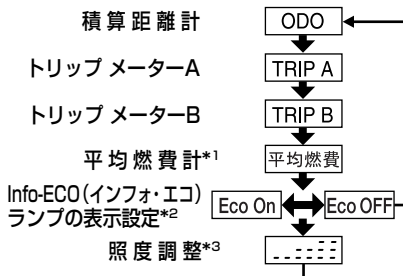 積算距離計 ODO
トリップ メーターA TRIP A
トリップ メーターB TRIP B
平均燃費計*1 平均燃費
Info-ECO(インフォ・エコ)
ランプの表示設定*2 Eco On Eco OFF
照度調整*3